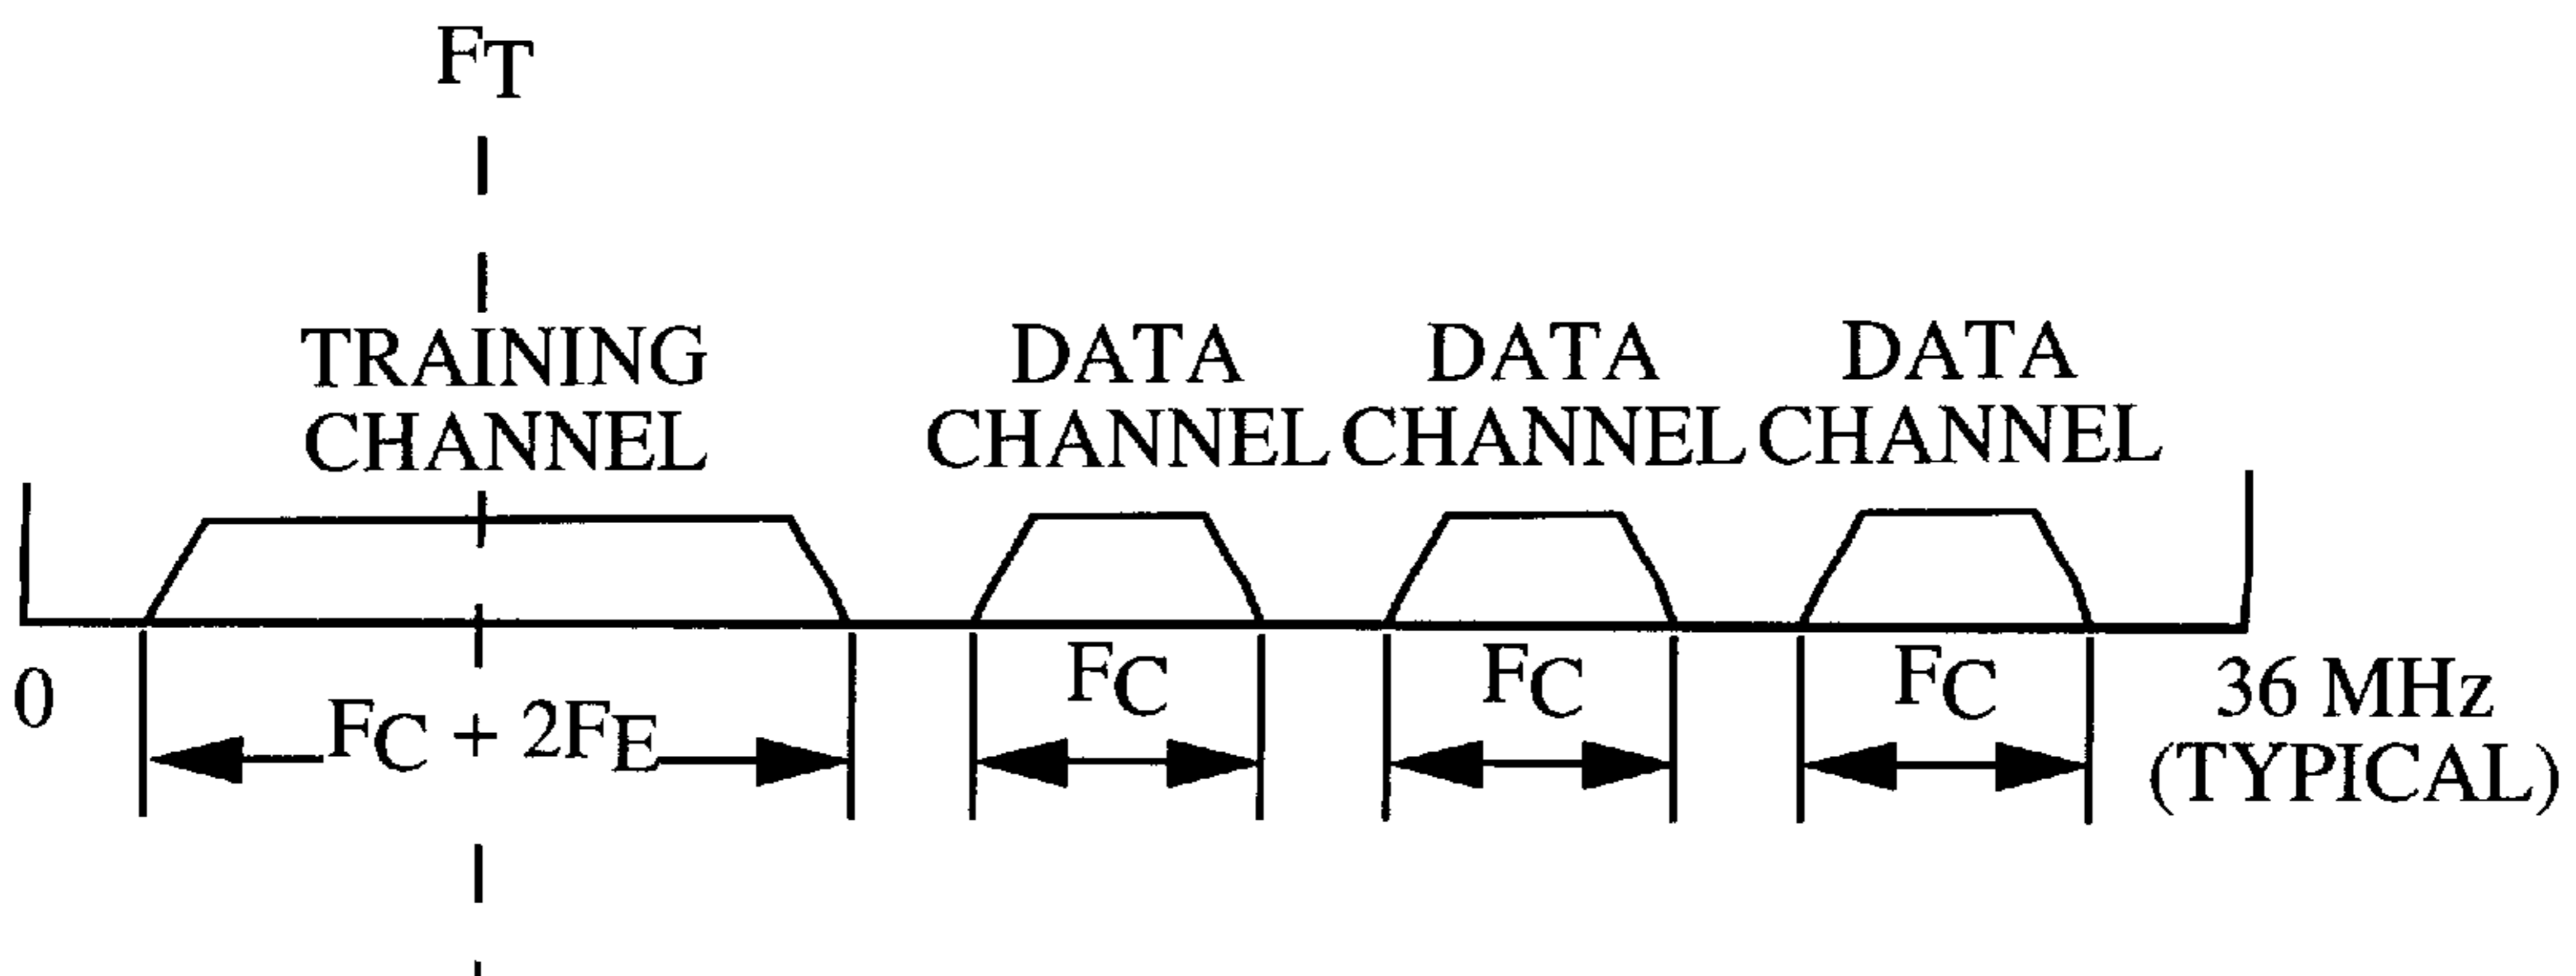 FT
TRAINING
CHANNEL
DATA
CHANNEL
DATA
CHANNEL
DATA
CHANNEL
0
FC + 2FE
FC
FC
FC
36 MHz
(TYPICAL)